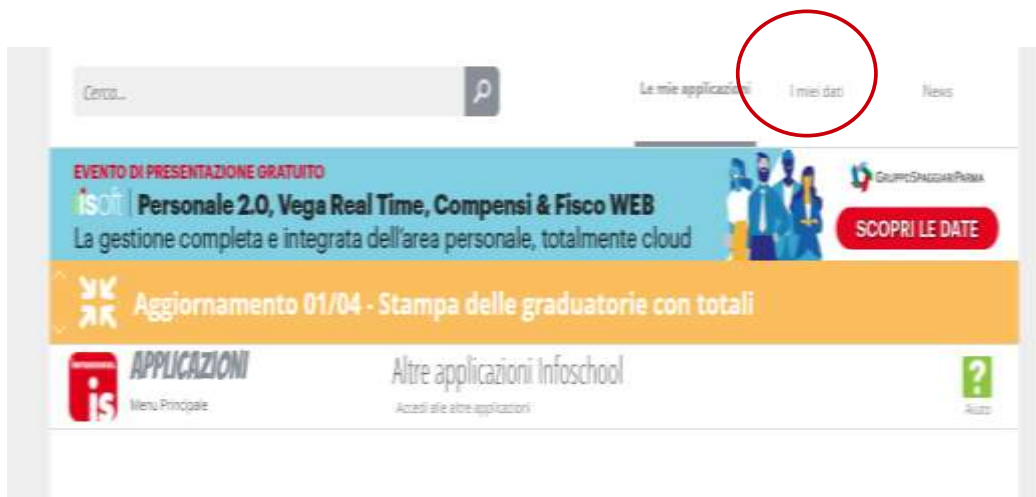 Cerca...
Le mie applicazioni
I miei dati
News
EVENTO DI PRESENTAZIONE GRATUITO
isoft Personale 2.0, Vega Real Time, Compensi & Fisco WEB
La gestione completa e integrata dell'area personale, totalmente cloud
GRUPPOSPAGGIARIPARMA
SCOPRI LE DATE
Aggiornamento 01/04 - Stampa delle graduatorie con totali
is
APPLICAZIONI
Menu Principale
Altre applicazioni Infoschool
Accedi alle altre applicazioni
?
Aiuto